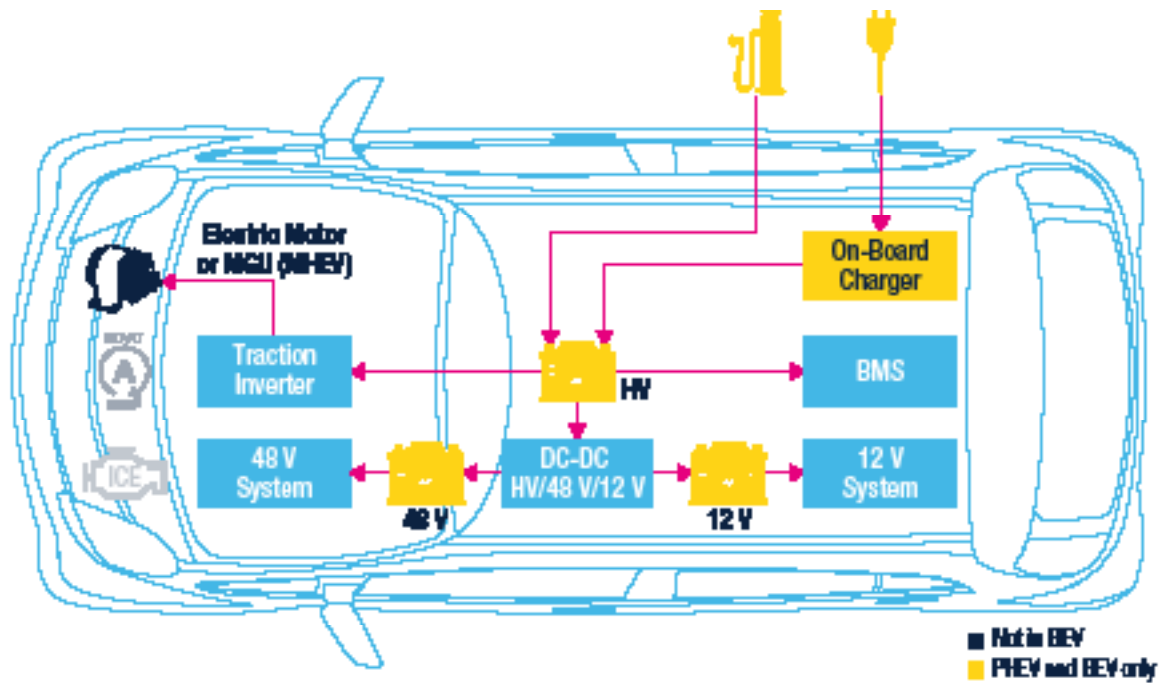 Electric Motor
or MGU (MHEV)
On-Board
Charger
A
Traction
Inverter
HV
BMS
ICE
48 V
System
48 V
DC-DC
HV/48 V/12 V
12 V
12 V
System
Not in BEV
PHEV and BEV only